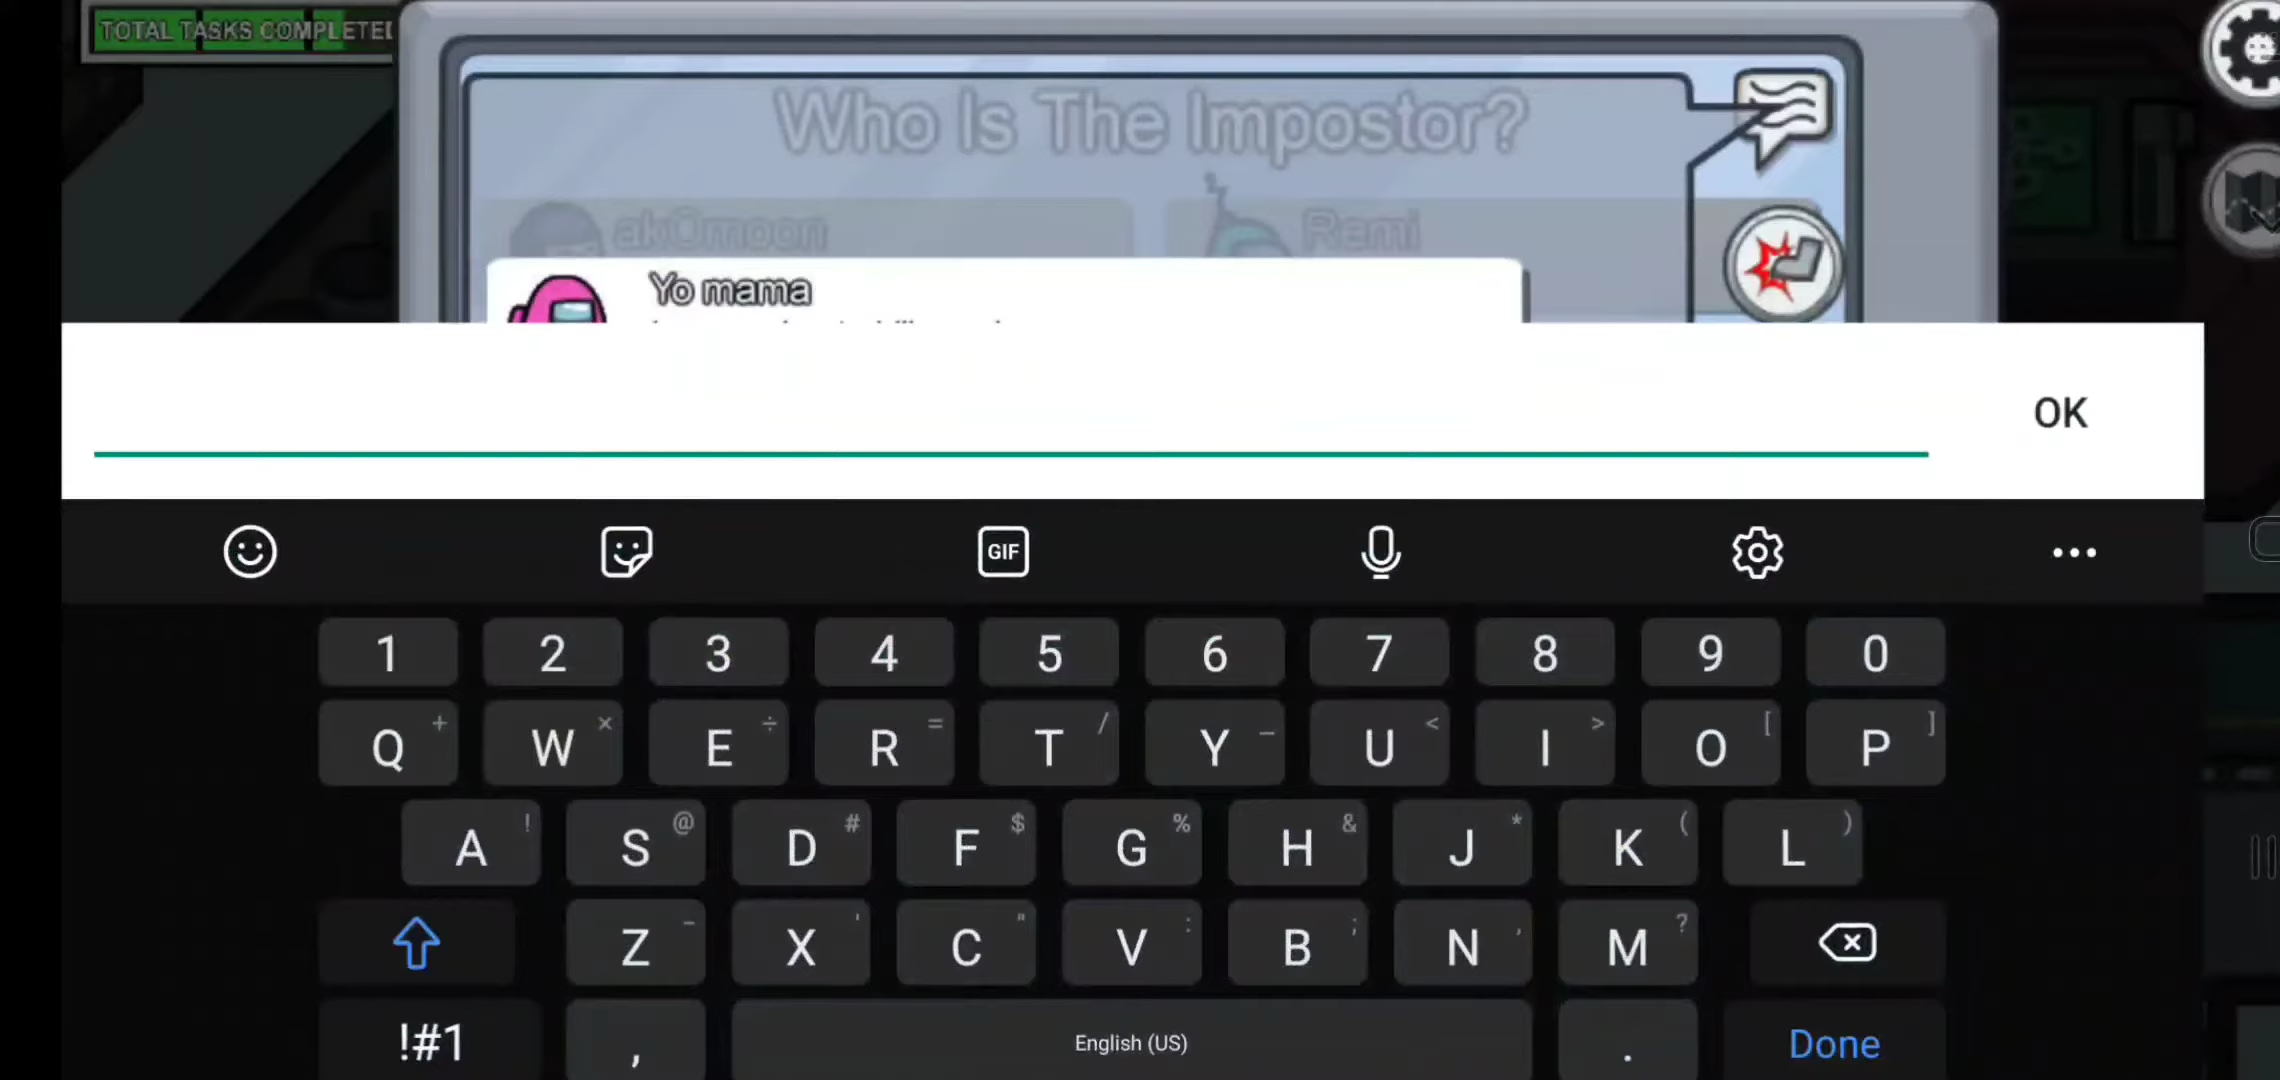 TOTAL TASKS COMPLETED
Who Is The Impostor?
akOmoon
Remi
Yo mama
OK
GIF
1 2 3 4 5 6 7 8 9 0
Q + W × E ÷ R = T / Y _ U < I > O [ P ]
A ! S @ D # F $ G % H & J * K ( L )
Z - X ' C " V : B ; N , M ?
!#1 , English (US) . Done